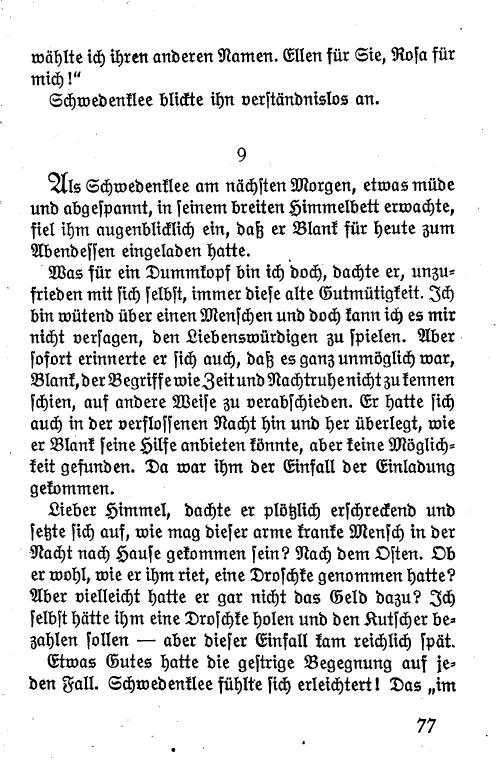 wählte ich ihren anderen Namen. Ellen für Sie, Rosa für
mich!“
Schwedenklee blickte ihn verständnislos an.
9
Als Schwedenklee am nächsten Morgen, etwas müde
und abgespannt, in seinem breiten Himmelbett erwachte,
fiel ihm augenblicklich ein, daß er Blank für heute zum
Abendessen eingeladen hatte.
Was für ein Dummkopf bin ich doch, dachte er, unzu-
frieden mit sich selbst, immer diese alte Gutmütigkeit. Ich
bin wütend über einen Menschen und doch kann ich es mir
nicht versagen, den Liebenswürdigen zu spielen. Aber
sofort erinnerte er sich auch, daß es ganz unmöglich war,
Blank, der Begriffe wie Zeit und Nachtruhe nicht zu kennen
schien, auf andere Weise zu verabschieden. Er hatte sich
auch in der verflossenen Nacht hin und her überlegt, wie
er Blank seine Hilfe anbieten könnte, aber keine Möglich-
keit gefunden. Da war ihm der Einfall der Einladung
gekommen.
Lieber Himmel, dachte er plötzlich erschreckend und
setzte sich auf, wie mag dieser arme kranke Mensch in der
Nacht nach Hause gekommen sein? Nach dem Osten. Ob
er wohl, wie er ihm riet, eine Droschke genommen hatte?
Aber vielleicht hatte er gar nicht das Geld dazu? Ich
selbst hätte ihm eine Droschke holen und den Kutscher be-
zahlen sollen — aber dieser Einfall kam reichlich spät.
Etwas Gutes hatte die gestrige Begegnung auf je-
den Fall. Schwedenklee fühlte sich erleichtert! Das „im
77